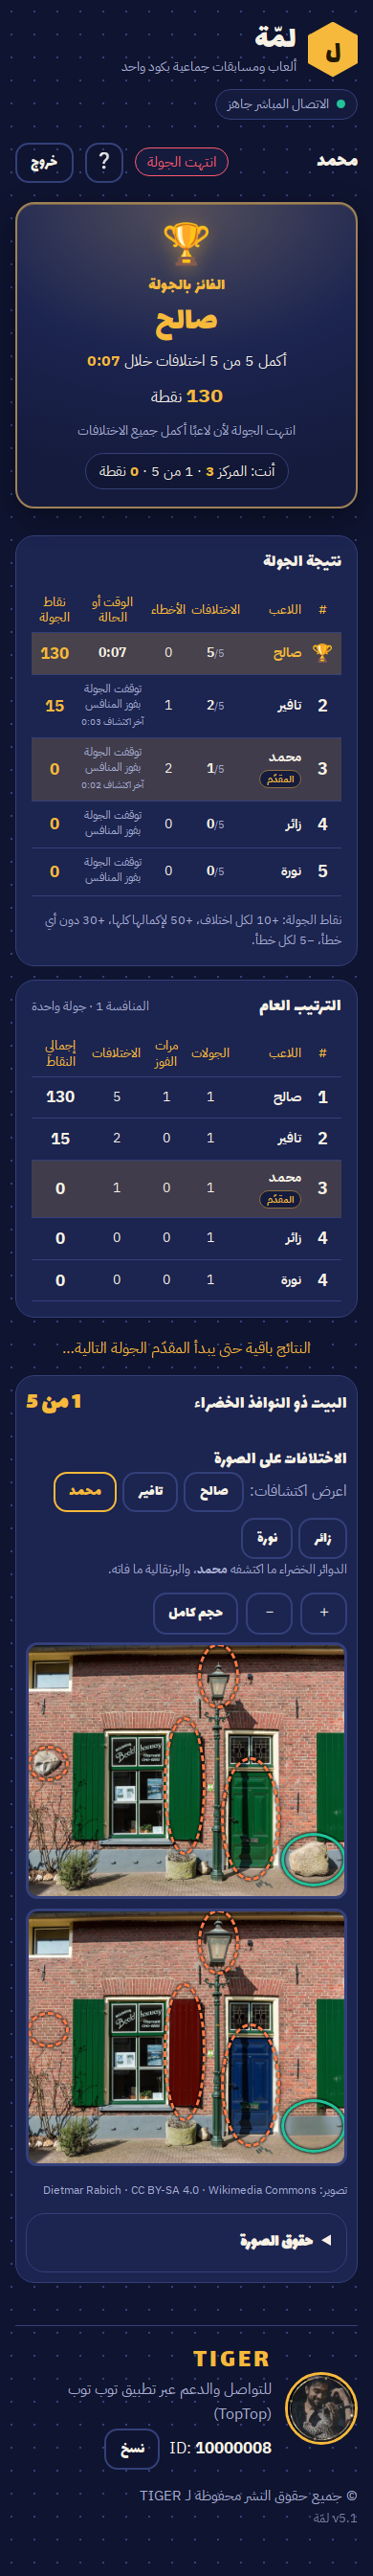 ل
لمّة
ألعاب ومسابقات جماعية بكود واحد
الاتصال المباشر جاهز
محمد
انتهت الجولة
?
خروج
الفائز بالجولة
صالح
أكمل 5 من 5 اختلافات خلال 0:07
130 نقطة
انتهت الجولة لأن لاعبًا أكمل جميع الاختلافات
أنت: المركز 3 · 1 من 5 · 0 نقطة
نتيجة الجولة
# اللاعب الاختلافات الأخطاء الوقت أو الحالة نقاط الجولة
صالح 5/5 0 0:07 130
2 تافير 2/5 1 توقفت الجولة بفوز المنافس آخر اكتشاف 0:03 15
3 محمد المقدّم 1/5 2 توقفت الجولة بفوز المنافس آخر اكتشاف 0:02 0
4 زائر 0/5 0 توقفت الجولة بفوز المنافس 0
5 نورة 0/5 0 توقفت الجولة بفوز المنافس 0
نقاط الجولة: +10 لكل اختلاف، +50 لإكمالها كلها، +30 دون أي
خطأ، −5 لكل خطأ.
الترتيب العام
المنافسة 1 · جولة واحدة
# اللاعب الجولات مرات الفوز الاختلافات إجمالي النقاط
1 صالح 1 1 5 130
2 تافير 1 0 2 15
3 محمد المقدّم 1 0 1 0
4 زائر 1 0 0 0
4 نورة 1 0 0 0
النتائج باقية حتى يبدأ المقدّم الجولة التالية...
البيت ذو النوافذ الخضراء
1 من 5
الاختلافات على الصورة
اعرض اكتشافات: صالح تافير محمد
زائر نورة
الدوائر الخضراء ما اكتشفه محمد، والبرتقالية ما فاته.
+ − حجم كامل
تصوير: Dietmar Rabich · CC BY-SA 4.0 · Wikimedia Commons
◀ حقوق الصورة
TIGER
للتواصل والدعم عبر تطبيق توب توب
(TopTop)
ID: 10000008 نسخ
© جميع حقوق النشر محفوظة لـ TIGER
لمّة v5.1